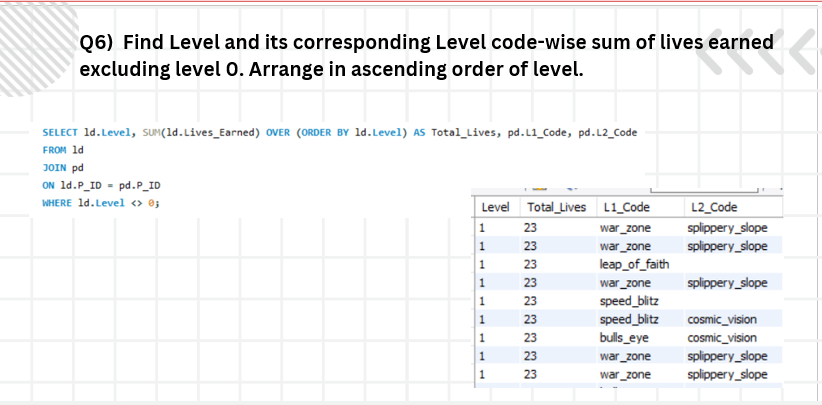 Q6) Find Level and its corresponding Level code-wise sum of lives earned
excluding level 0. Arrange in ascending order of level.
SELECT ld.Level, SUM(ld.Lives_Earned) OVER (ORDER BY ld.Level) AS Total_Lives, pd.L1_Code, pd.L2_Code
FROM ld
JOIN pd
ON ld.P_ID = pd.P_ID
WHERE ld.Level <> 0;
Level Total_Lives L1_Code L2_Code
1 23 war_zone splippery_slope
1 23 war_zone splippery_slope
1 23 leap_of_faith
1 23 war_zone splippery_slope
1 23 speed_blitz
1 23 speed_blitz cosmic_vision
1 23 bulls_eye cosmic_vision
1 23 war_zone splippery_slope
1 23 war_zone splippery_slope